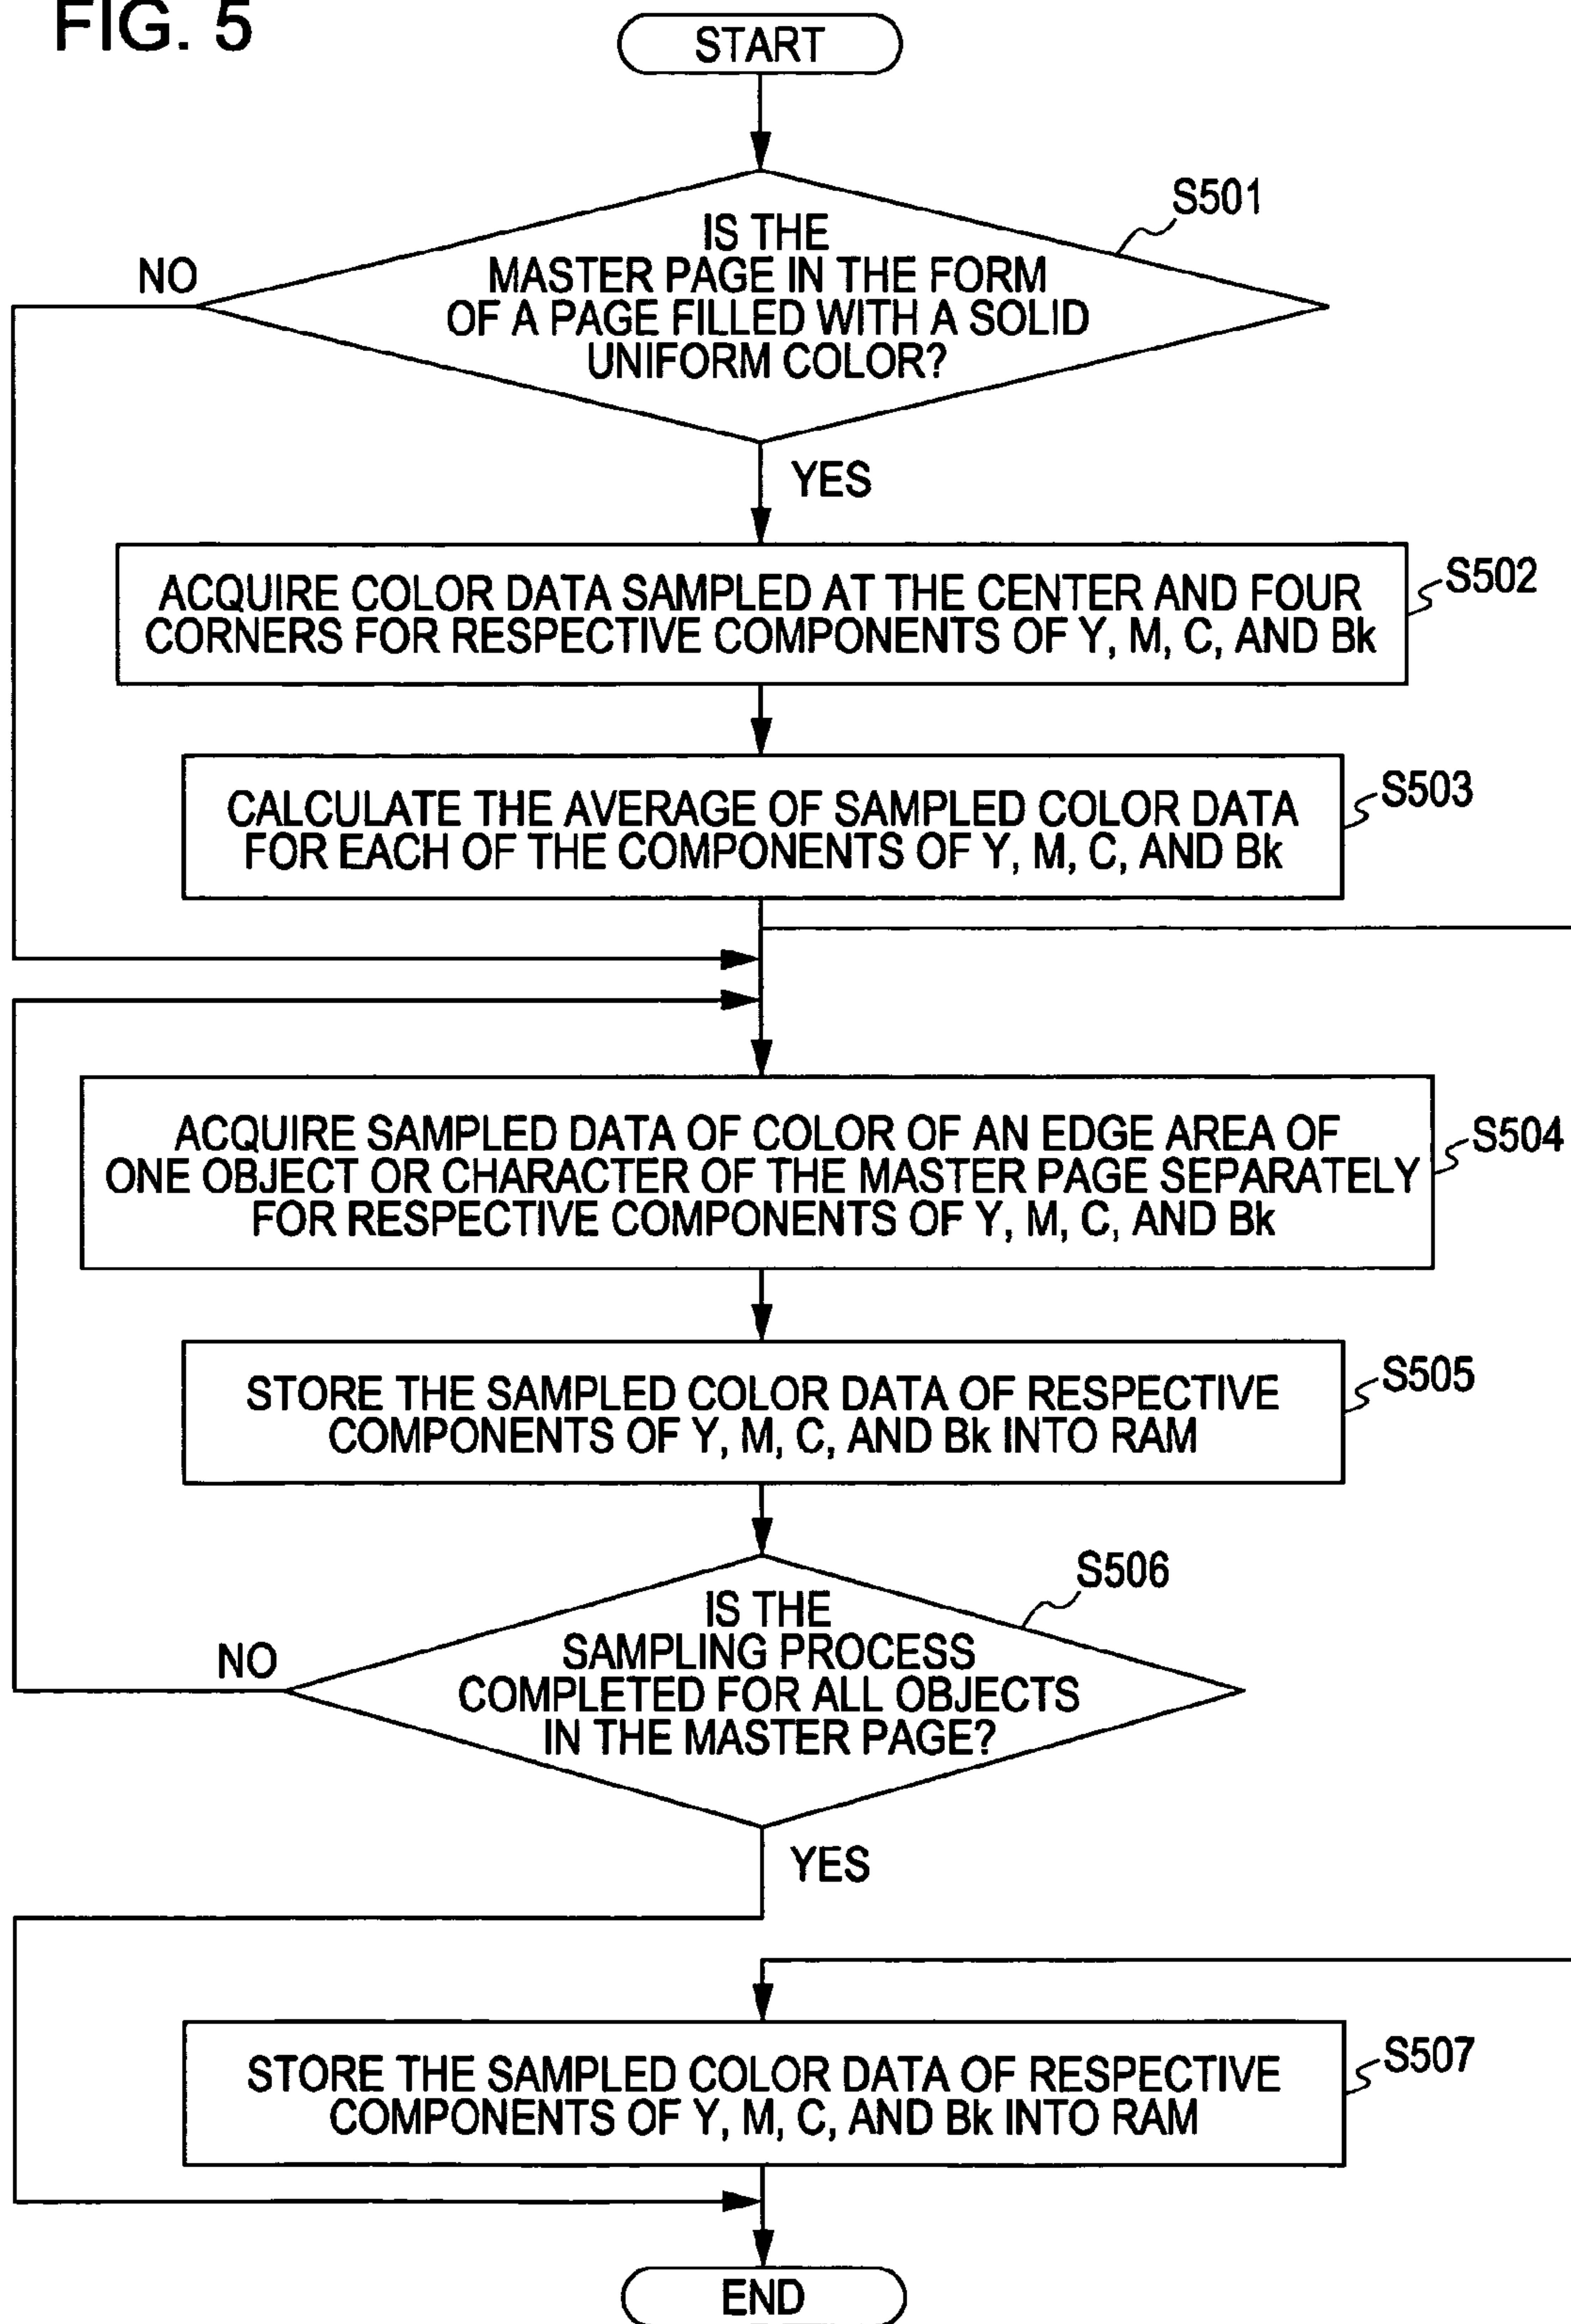 FIG. 5
START
S501
IS THE
MASTER PAGE IN THE FORM
OF A PAGE FILLED WITH A SOLID
UNIFORM COLOR?
NO
YES
S502
ACQUIRE COLOR DATA SAMPLED AT THE CENTER AND FOUR
CORNERS FOR RESPECTIVE COMPONENTS OF Y, M, C, AND Bk
S503
CALCULATE THE AVERAGE OF SAMPLED COLOR DATA
FOR EACH OF THE COMPONENTS OF Y, M, C, AND Bk
S504
ACQUIRE SAMPLED DATA OF COLOR OF AN EDGE AREA OF
ONE OBJECT OR CHARACTER OF THE MASTER PAGE SEPARATELY
FOR RESPECTIVE COMPONENTS OF Y, M, C, AND Bk
S505
STORE THE SAMPLED COLOR DATA OF RESPECTIVE
COMPONENTS OF Y, M, C, AND Bk INTO RAM
S506
IS THE
SAMPLING PROCESS
COMPLETED FOR ALL OBJECTS
IN THE MASTER PAGE?
NO
YES
S507
STORE THE SAMPLED COLOR DATA OF RESPECTIVE
COMPONENTS OF Y, M, C, AND Bk INTO RAM
END